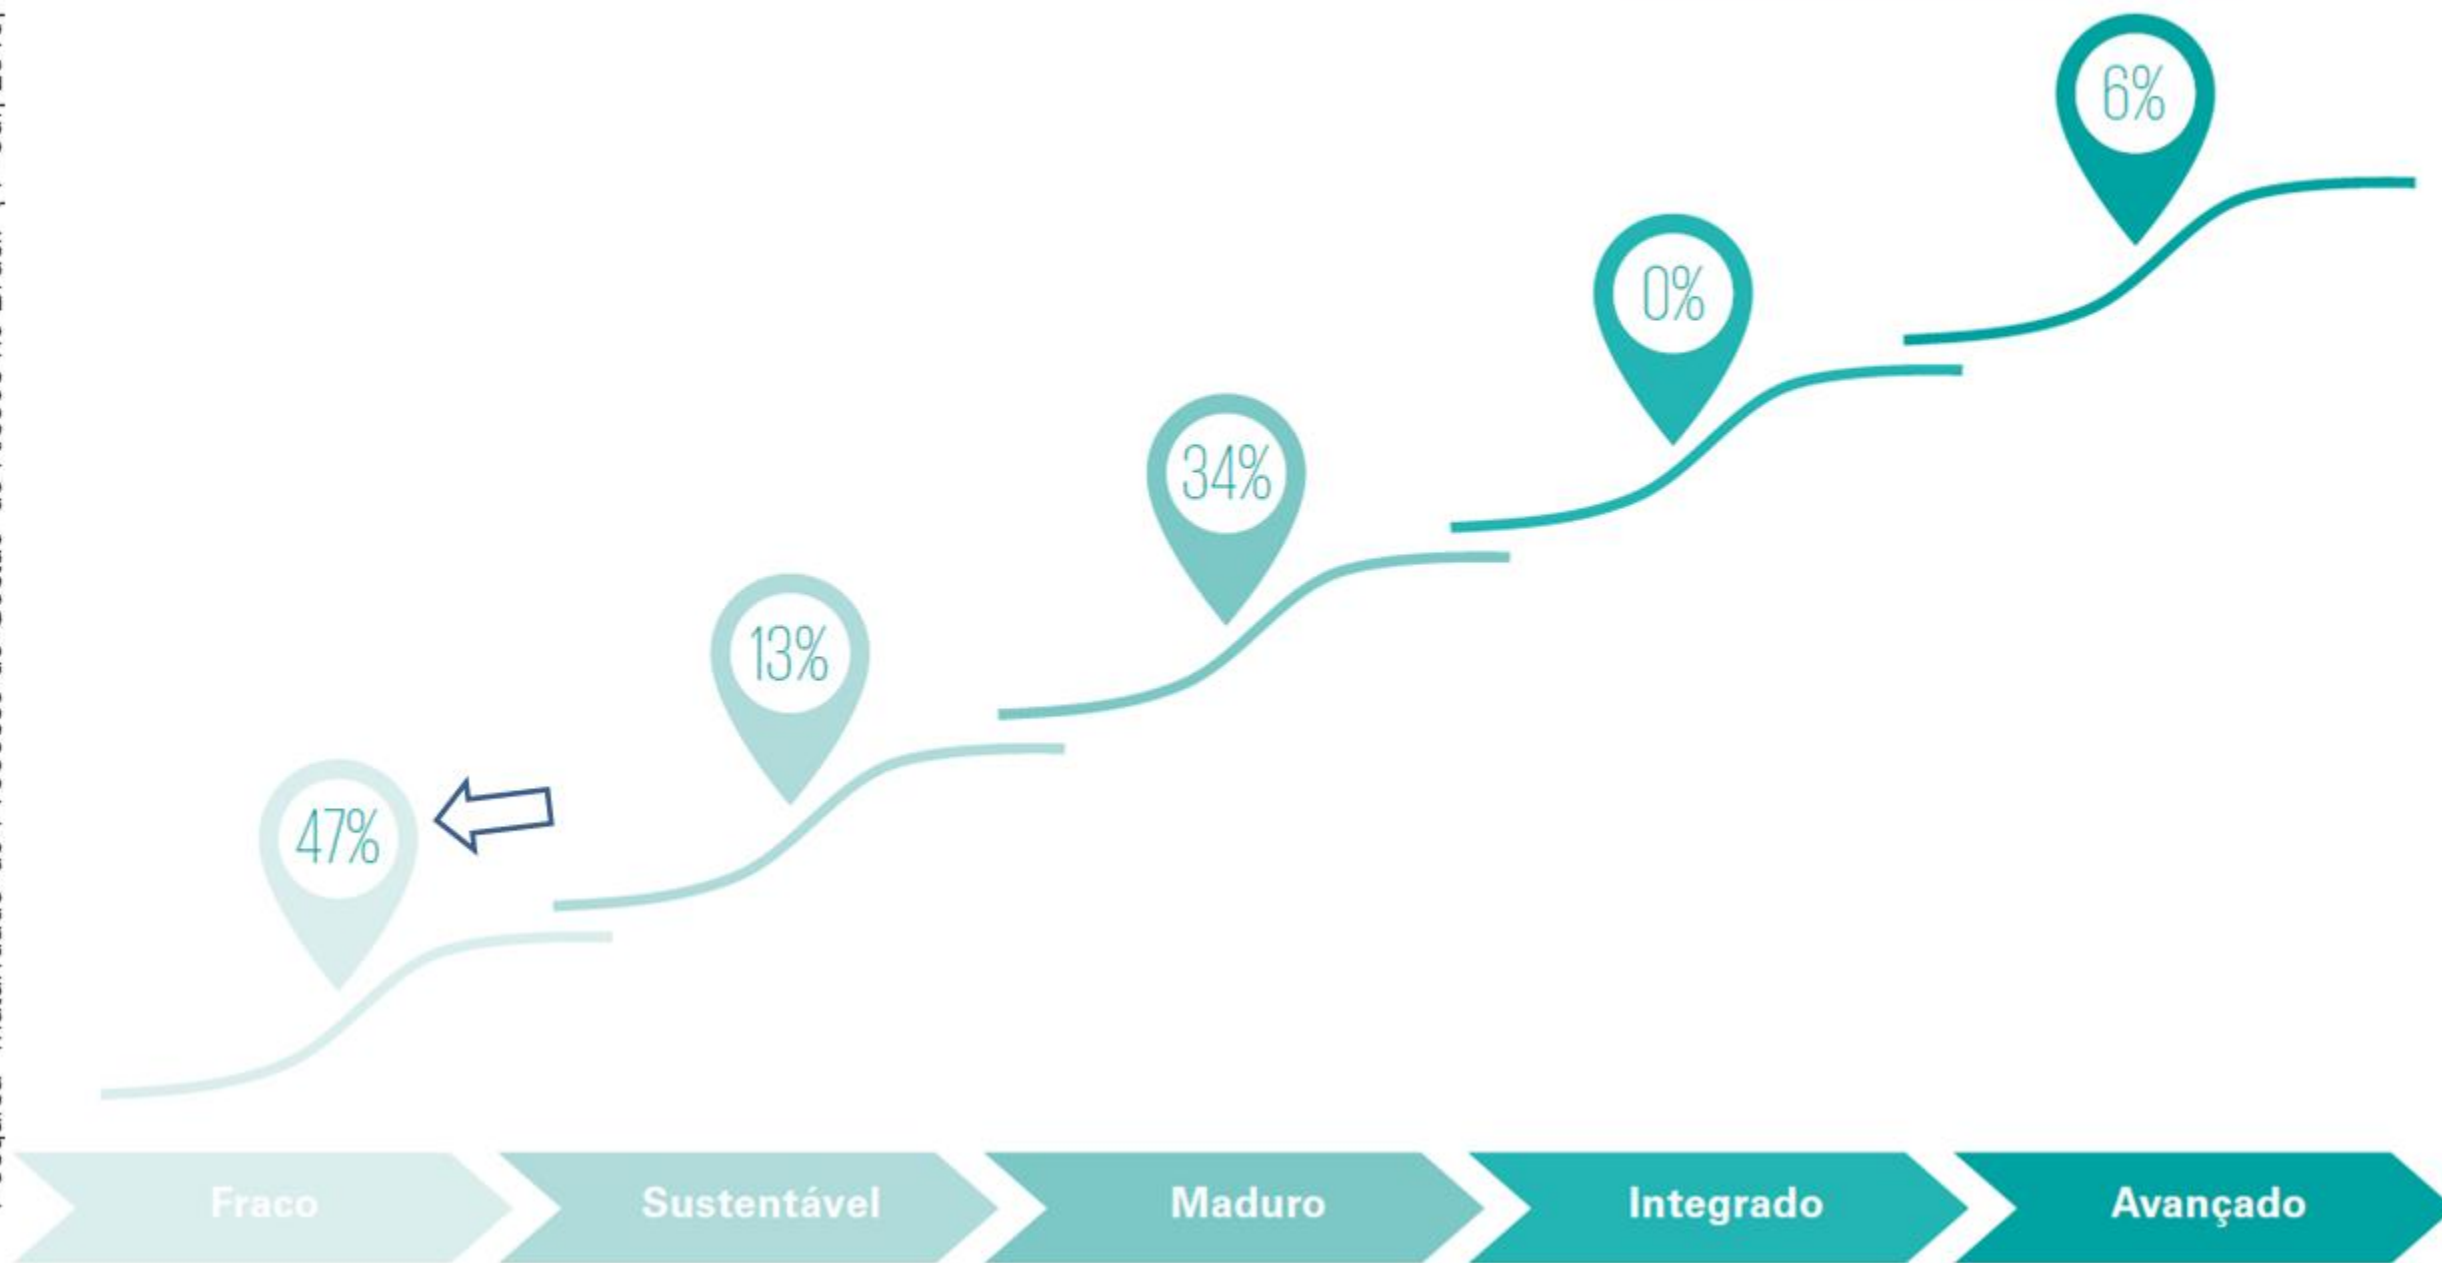 6%
0%
34%
13%
47%
Fraco
Sustentável
Maduro
Integrado
Avançado